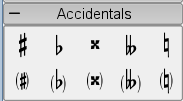 Accidentals
♯ ♭ 𝄪 𝄫 ♮
(♯) (♭) (𝄪) (𝄫) (♮)